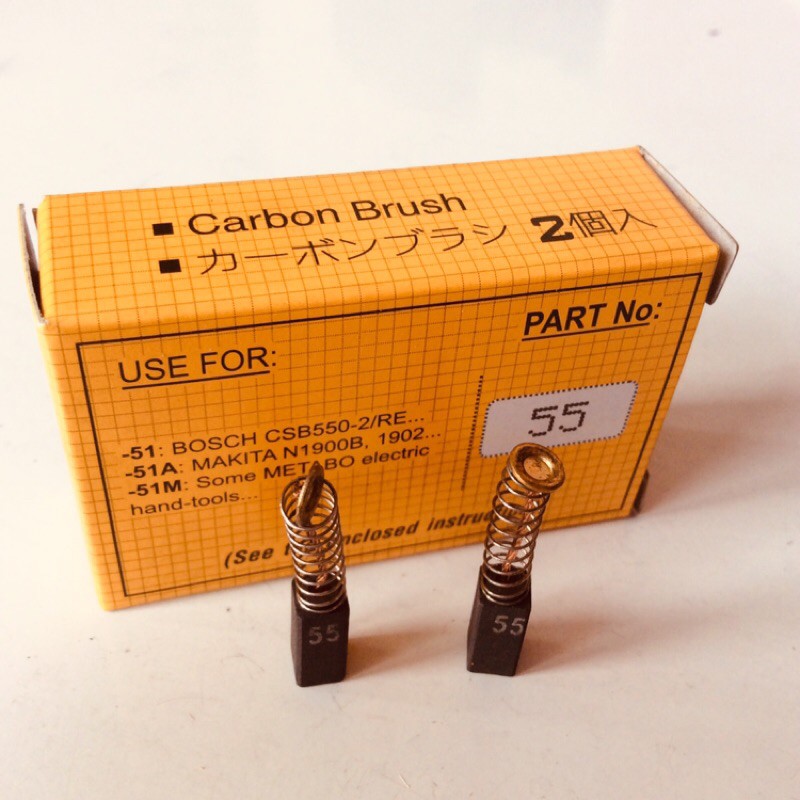 ■ Carbon Brush
■ カーボンブラシ 2個入
USE FOR:
PART No:
55
-51: BOSCH CSB550-2/RE...
-51A: MAKITA N1900B, 1902...
-51M: Some METABO electric
hand-tools...
(See enclosed
55
55